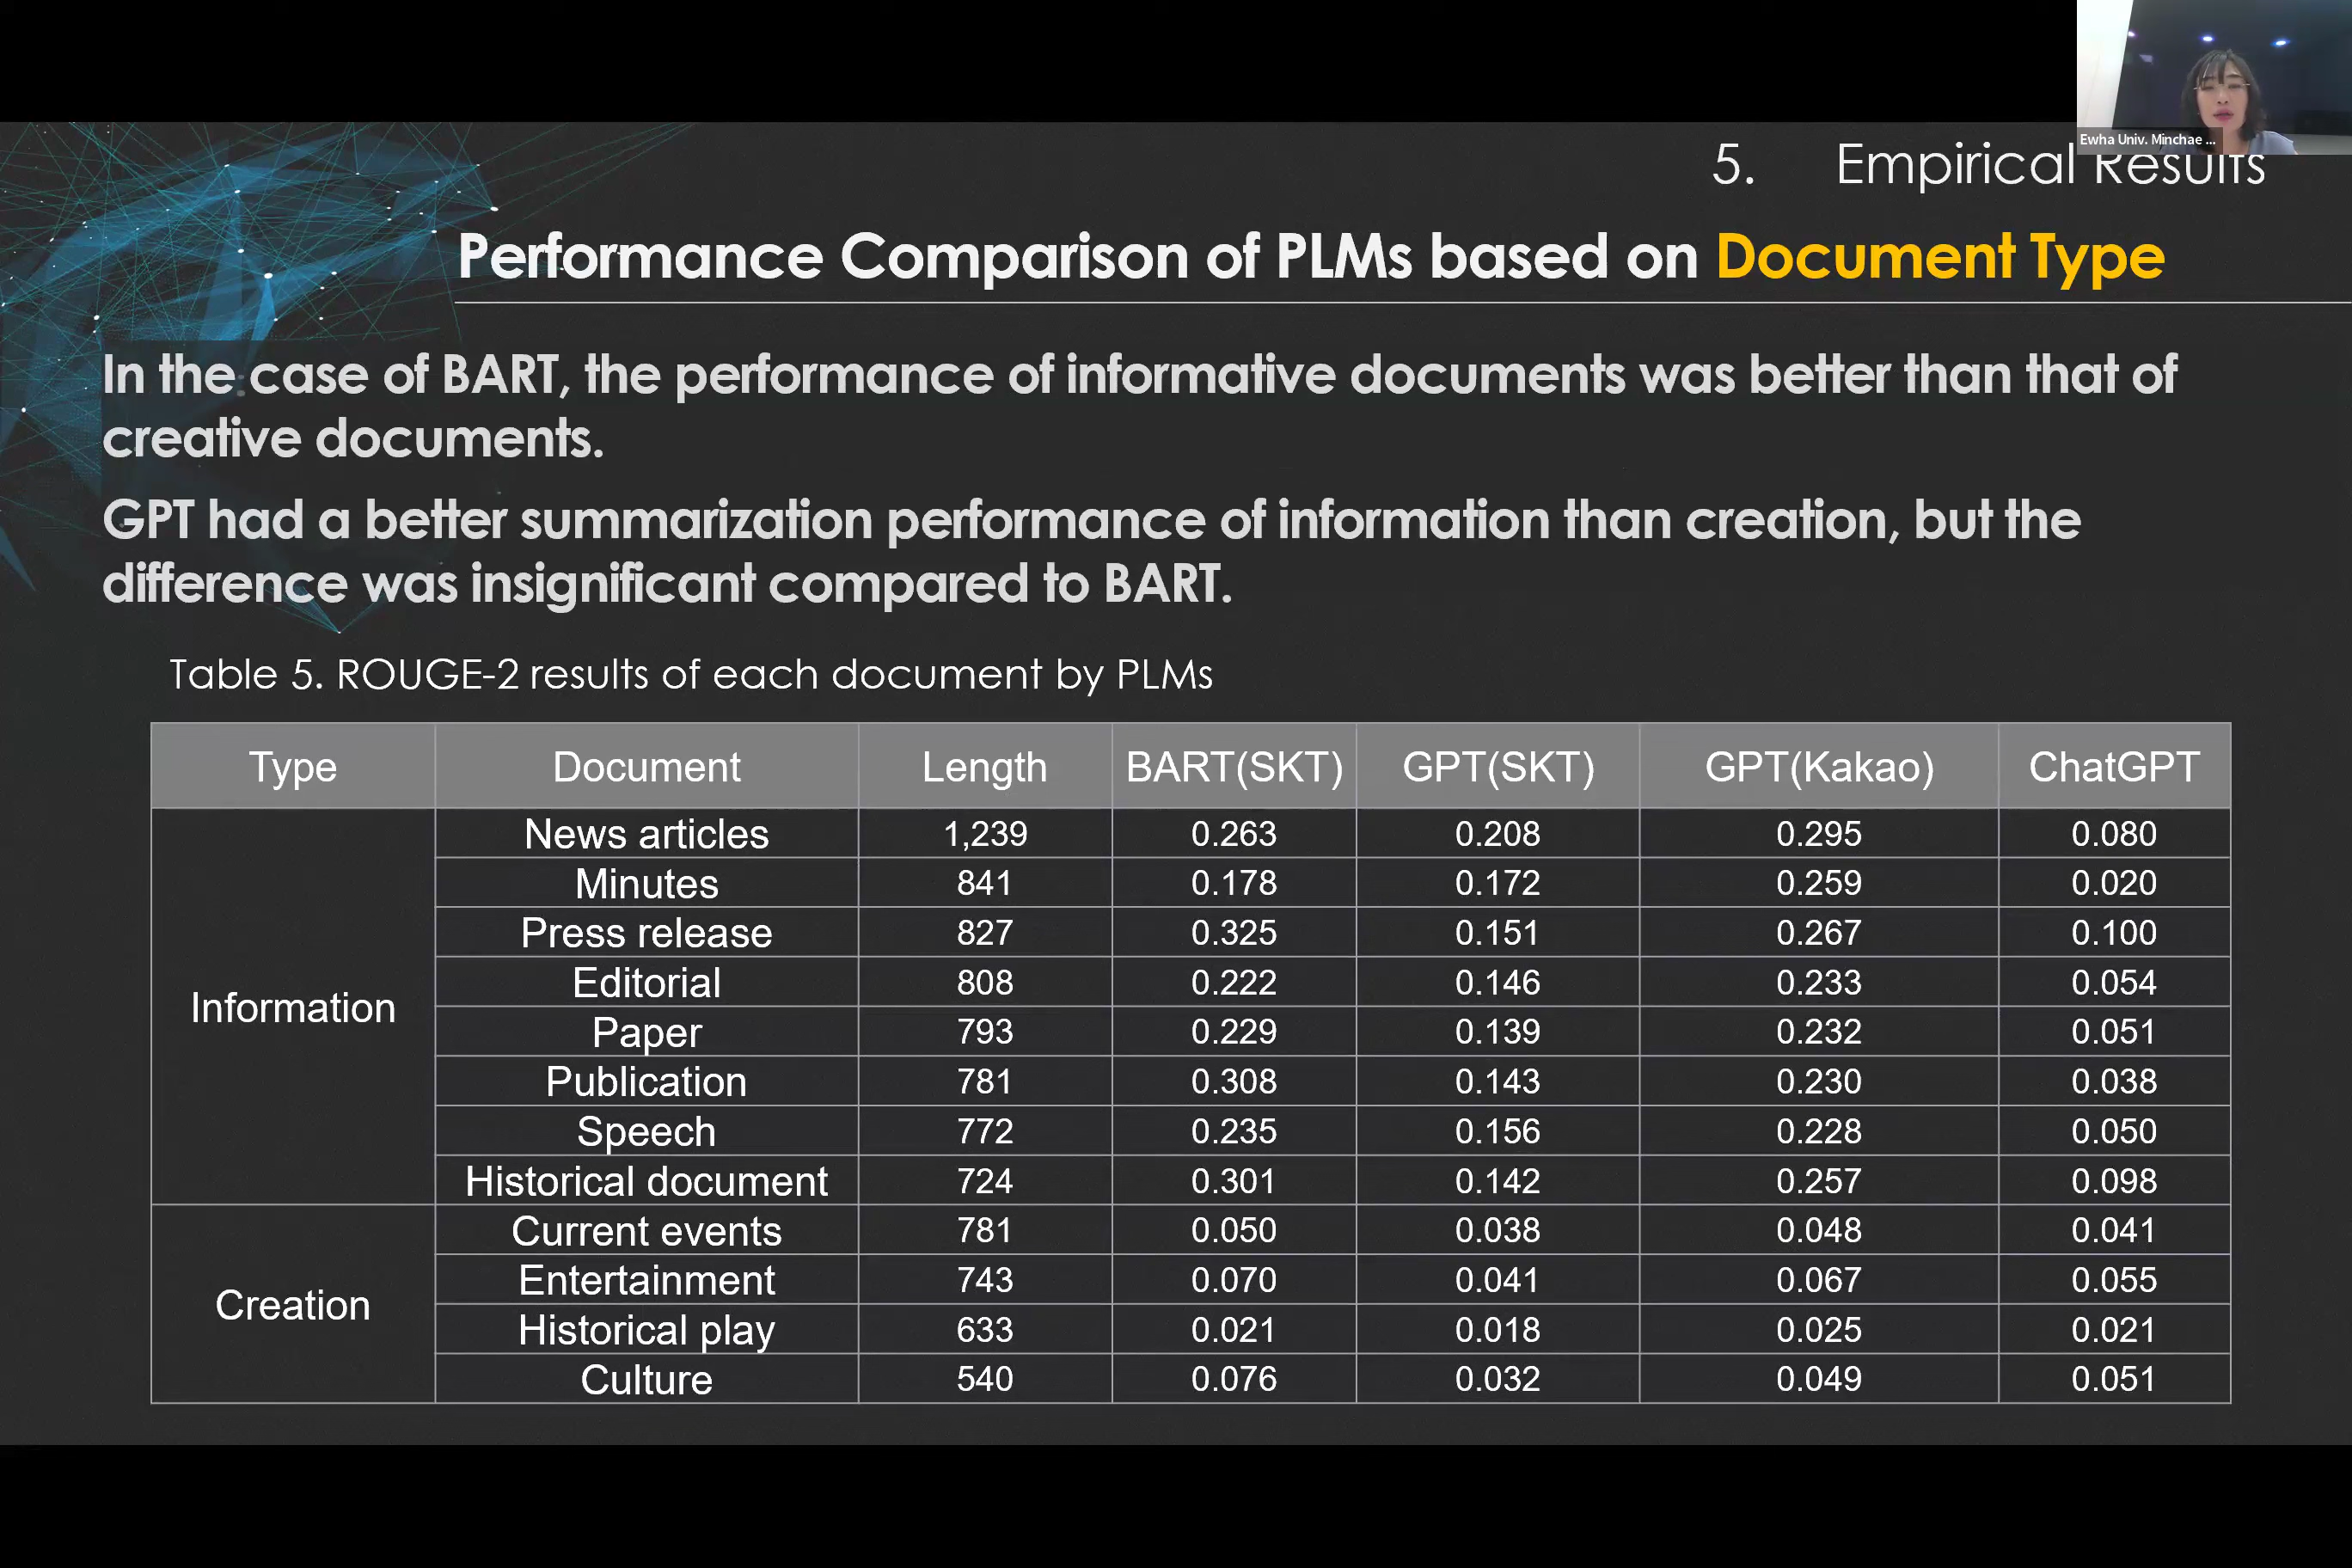 Ewha Univ. Minchae ...
5. Empirical Results
Performance Comparison of PLMs based on Document Type
In the case of BART, the performance of informative documents was better than that of
creative documents.
GPT had a better summarization performance of information than creation, but the
difference was insignificant compared to BART.
Table 5. ROUGE-2 results of each document by PLMs
Type Document Length BART(SKT) GPT(SKT) GPT(Kakao) ChatGPT
Information
News articles 1,239 0.263 0.208 0.295 0.080
Minutes 841 0.178 0.172 0.259 0.020
Press release 827 0.325 0.151 0.267 0.100
Editorial 808 0.222 0.146 0.233 0.054
Paper 793 0.229 0.139 0.232 0.051
Publication 781 0.308 0.143 0.230 0.038
Speech 772 0.235 0.156 0.228 0.050
Historical document 724 0.301 0.142 0.257 0.098
Creation
Current events 781 0.050 0.038 0.048 0.041
Entertainment 743 0.070 0.041 0.067 0.055
Historical play 633 0.021 0.018 0.025 0.021
Culture 540 0.076 0.032 0.049 0.051